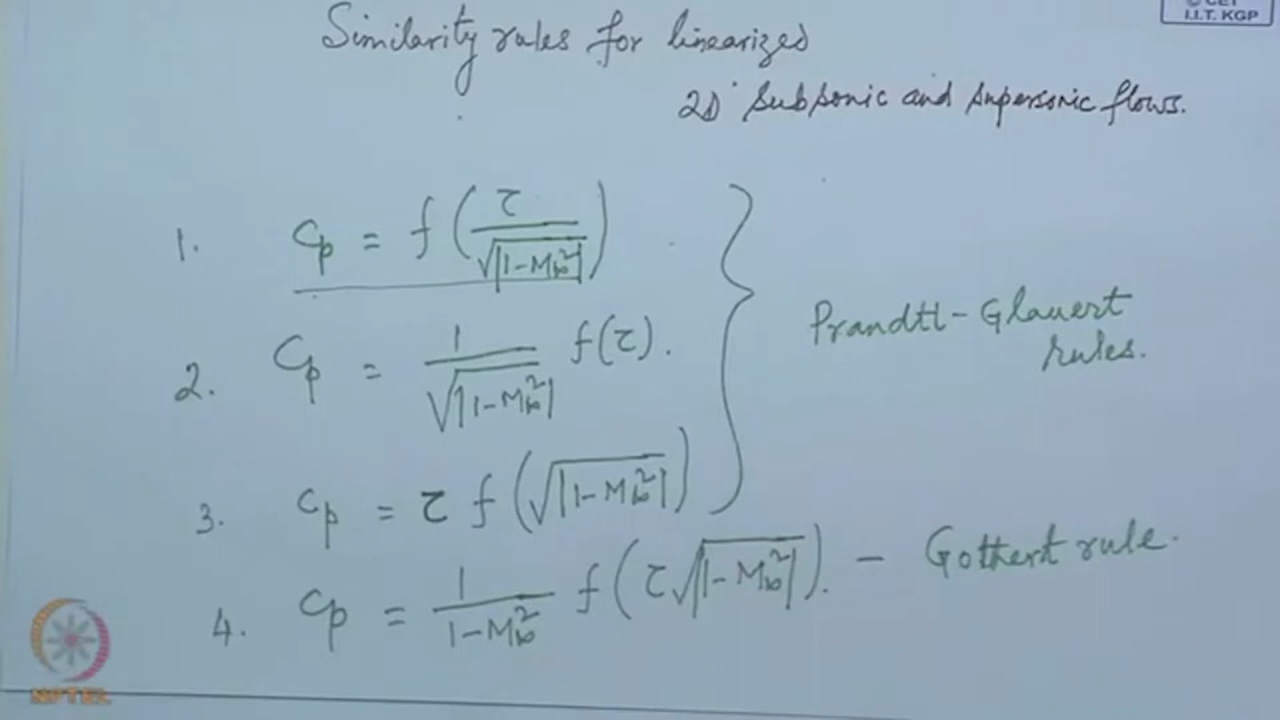 © CET
I.I.T. KGP
Similarity rules for linearized
2D subsonic and supersonic flows.
1. Cp = f(τ/√|1-M∞²|)
2. Cp = 1/√|1-M∞²| f(τ).
3. Cp = τ f(√|1-M∞²|)
Prandtl-Glauert
rules.
4. Cp = 1/1-M∞² f(τ√|1-M∞²|). - Gothert rule.
NPTEL